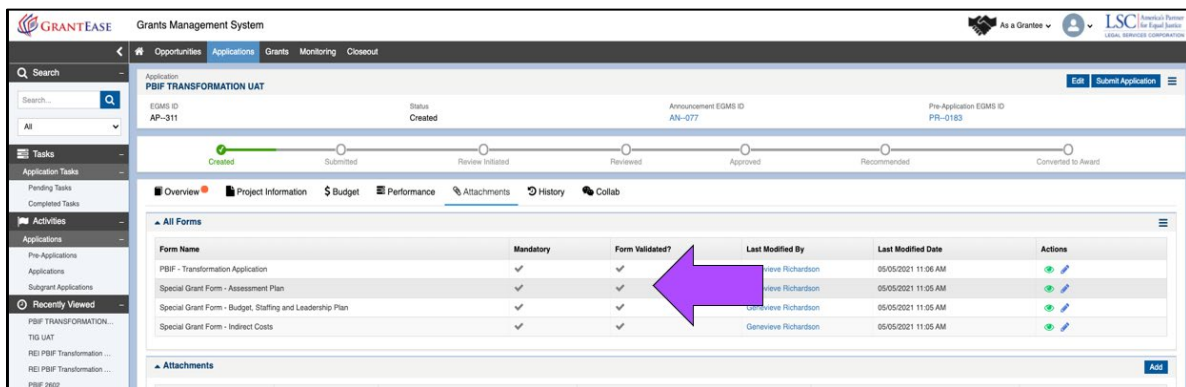 GRANTEASE
Grants Management System
As a Grantee
LSC America's Partner for Equal Justice
LEGAL SERVICES CORPORATION
Opportunities Applications Grants Monitoring Closeout
Search
Search...
All
Tasks
Application Tasks
Pending Tasks
Completed Tasks
Activities
Applications
Pre-Applications
Applications
Subgrant Applications
Recently Viewed
PBIF TRANSFORMATION...
TIG UAT
REI PBIF Transformation ...
REI PBIF Transformation ...
PBIF 2602
Application
PBIF TRANSFORMATION UAT
Edit Submit Application
EGMS ID Status Announcement EGMS ID Pre-Application EGMS ID
AP--311 Created AN--077 PR--0183
Created Submitted Review Initiated Reviewed Approved Recommended Converted to Award
Overview Project Information $ Budget Performance Attachments History Collab
All Forms
Form Name Mandatory Form Validated? Last Modified By Last Modified Date Actions
PBIF - Transformation Application Richardson 05/05/2021 11:06 AM
Special Grant Form - Assessment Plan Richardson 05/05/2021 11:05 AM
Special Grant Form - Budget, Staffing and Leadership Plan Genevieve Richardson 05/05/2021 11:05 AM
Special Grant Form - Indirect Costs Genevieve Richardson 05/05/2021 11:05 AM
Attachments
Add